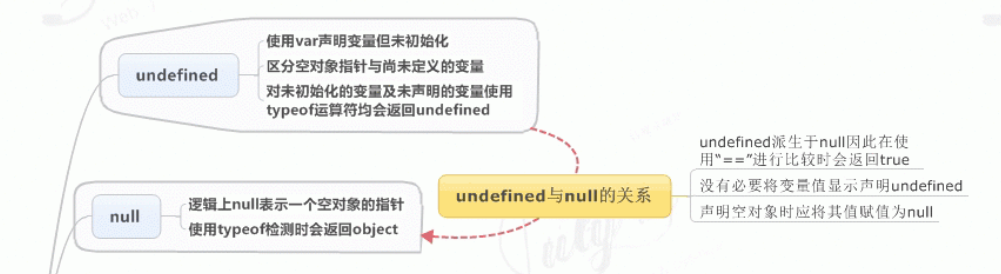 undefined
使用var声明变量但未初始化
区分空对象指针与尚未定义的变量
对未初始化的变量及未声明的变量使用
typeof运算符均会返回undefined
undefined与null的关系
undefined派生于null因此在使
用“==”进行比较时会返回true
没有必要将变量值显示声明undefined
声明空对象时应将其值赋值为null
null
逻辑上null表示一个空对象的指针
使用typeof检测时会返回object